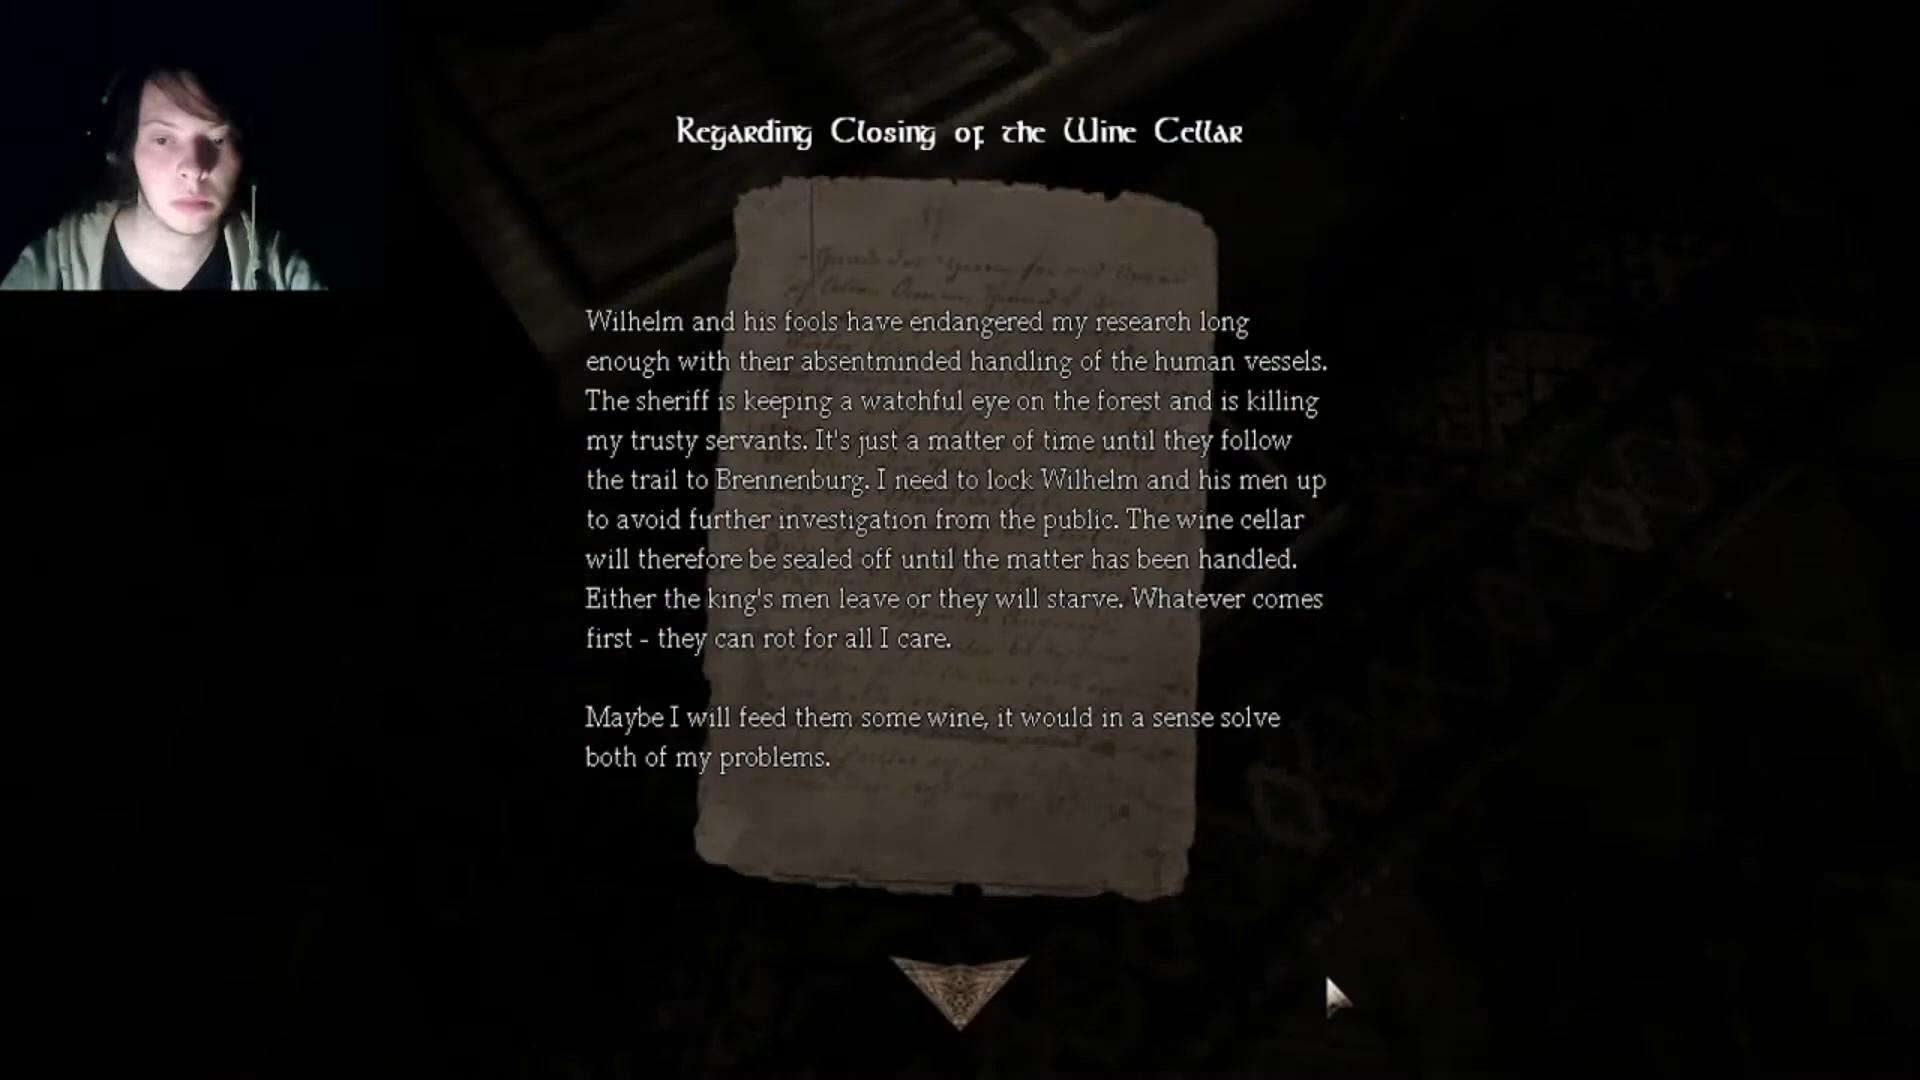 Regarding Closing of the Wine Cellar
Wilhelm and his fools have endangered my research long
enough with their absentminded handling of the human vessels.
The sheriff is keeping a watchful eye on the forest and is killing
my trusty servants. It's just a matter of time until they follow
the trail to Brennenburg. I need to lock Wilhelm and his men up
to avoid further investigation from the public. The wine cellar
will therefore be sealed off until the matter has been handled.
Either the king's men leave or they will starve. Whatever comes
first - they can rot for all I care.
Maybe I will feed them some wine, it would in a sense solve
both of my problems.